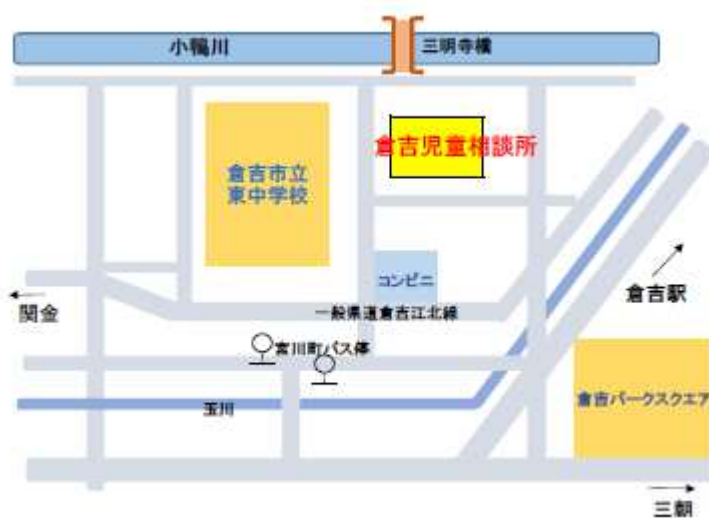 小鴨川
三明寺橋
倉吉児童相談所
倉吉市立
東中学校
コンビニ
倉吉駅
関金
一般県道倉吉江北線
宮川町バス停
倉吉パークスクエア
玉川
三朝